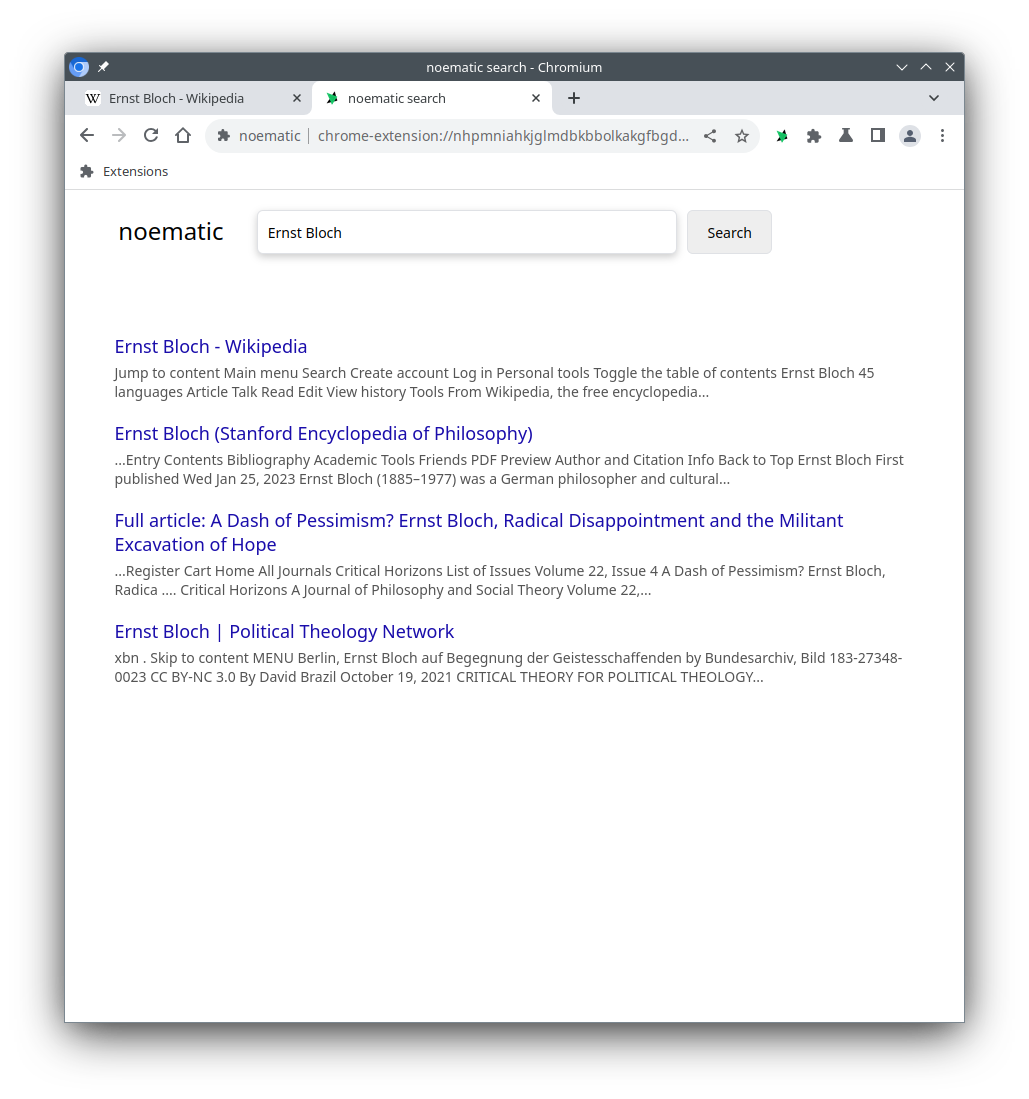 noematic search - Chromium
Ernst Bloch - Wikipedia
noematic search
noematic
chrome-extension://nhpmniahkjglmdbkbbolkakgfbgd...
Extensions
noematic
Ernst Bloch
Search
Ernst Bloch - Wikipedia
Jump to content Main menu Search Create account Log in Personal tools Toggle the table of contents Ernst Bloch 45
languages Article Talk Read Edit View history Tools From Wikipedia, the free encyclopedia...
Ernst Bloch (Stanford Encyclopedia of Philosophy)
...Entry Contents Bibliography Academic Tools Friends PDF Preview Author and Citation Info Back to Top Ernst Bloch First
published Wed Jan 25, 2023 Ernst Bloch (1885–1977) was a German philosopher and cultural...
Full article: A Dash of Pessimism? Ernst Bloch, Radical Disappointment and the Militant
Excavation of Hope
...Register Cart Home All Journals Critical Horizons List of Issues Volume 22, Issue 4 A Dash of Pessimism? Ernst Bloch,
Radica .... Critical Horizons A Journal of Philosophy and Social Theory Volume 22,...
Ernst Bloch | Political Theology Network
xbn . Skip to content MENU Berlin, Ernst Bloch auf Begegnung der Geistesschaffenden by Bundesarchiv, Bild 183-27348-
0023 CC BY-NC 3.0 By David Brazil October 19, 2021 CRITICAL THEORY FOR POLITICAL THEOLOGY...